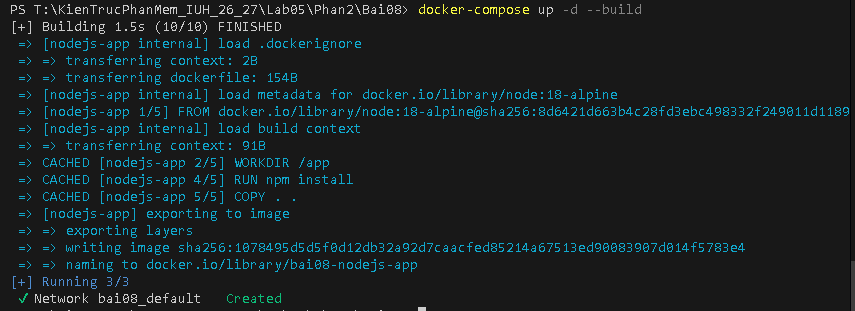 PS T:\KienTrucPhanMem_IUH_26_27\Lab05\Phan2\Bai08> docker-compose up -d --build
[+] Building 1.5s (10/10) FINISHED
=> [nodejs-app internal] load .dockerignore
=> => transferring context: 2B
=> => transferring dockerfile: 154B
=> [nodejs-app internal] load metadata for docker.io/library/node:18-alpine
=> [nodejs-app 1/5] FROM docker.io/library/node:18-alpine@sha256:8d6421d663b4c28fd3ebc498332f249011d1189
=> [nodejs-app internal] load build context
=> => transferring context: 91B
=> CACHED [nodejs-app 2/5] WORKDIR /app
=> CACHED [nodejs-app 4/5] RUN npm install
=> CACHED [nodejs-app 5/5] COPY . .
=> [nodejs-app] exporting to image
=> => exporting layers
=> => writing image sha256:1078495d5d5f0d12db32a92d7caacfed85214a67513ed90083907d014f5783e4
=> => naming to docker.io/library/bai08-nodejs-app
[+] Running 3/3
✓ Network bai08_default Created